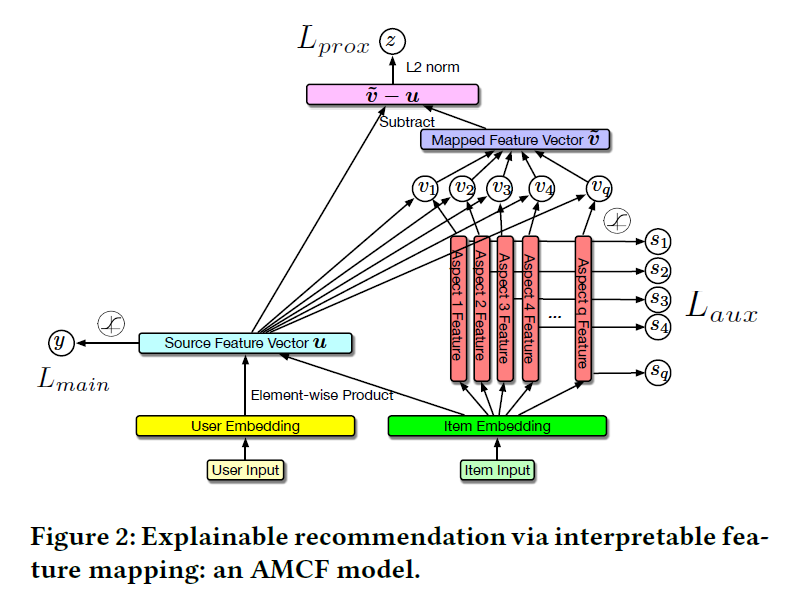 L_prox z
L2 norm
ṽ − u
Subtract
Mapped Feature Vector ṽ
v1 v2 v3 v4 vq
Aspect 1 Feature
Aspect 2 Feature
Aspect 3 Feature
Aspect 4 Feature
...
Aspect q Feature
s1
s2
s3
s4
sq
L_aux
y
L_main
Source Feature Vector u
Element-wise Product
User Embedding
Item Embedding
User Input
Item Input
Figure 2: Explainable recommendation via interpretable fea-
ture mapping: an AMCF model.